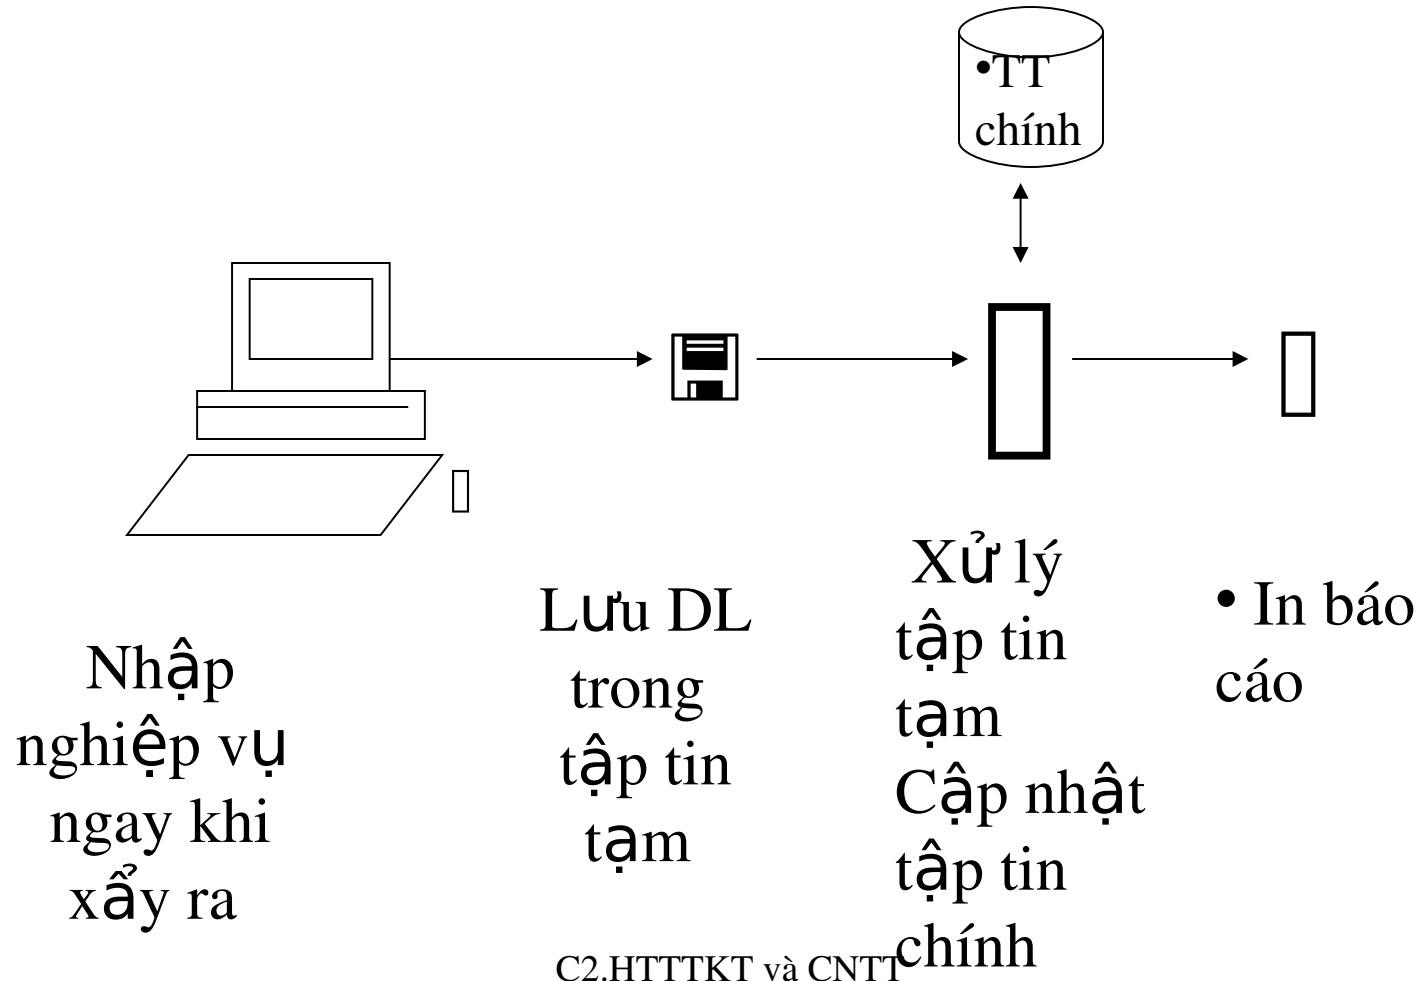 •TT
chính
Nhập
nghiệp vụ
ngay khi
xẩy ra
Lưu DL
trong
tập tin
tạm
Xử lý
tập tin
tạm
Cập nhật
tập tin
chính
• In báo
cáo
C2.HTTTKT và CNTT